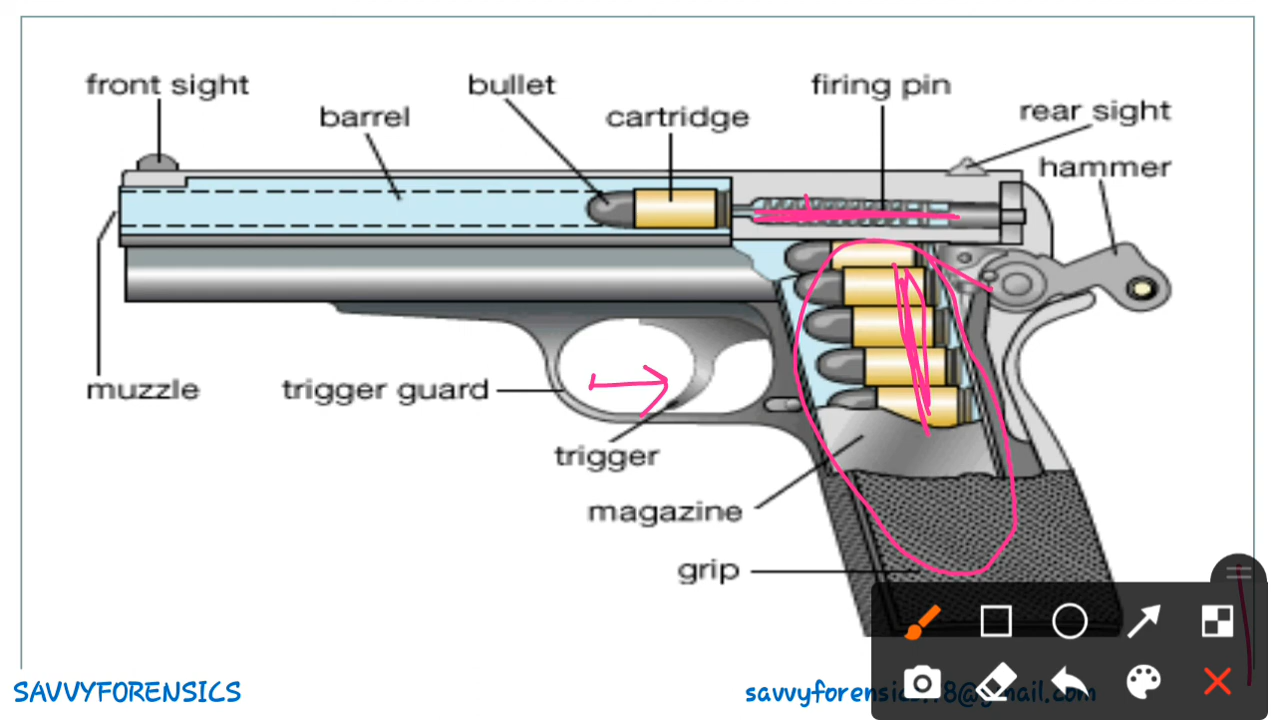 front sight
bullet
firing pin
barrel
cartridge
rear sight
hammer
muzzle
trigger guard
trigger
magazine
grip
SAVVYFORENSICS